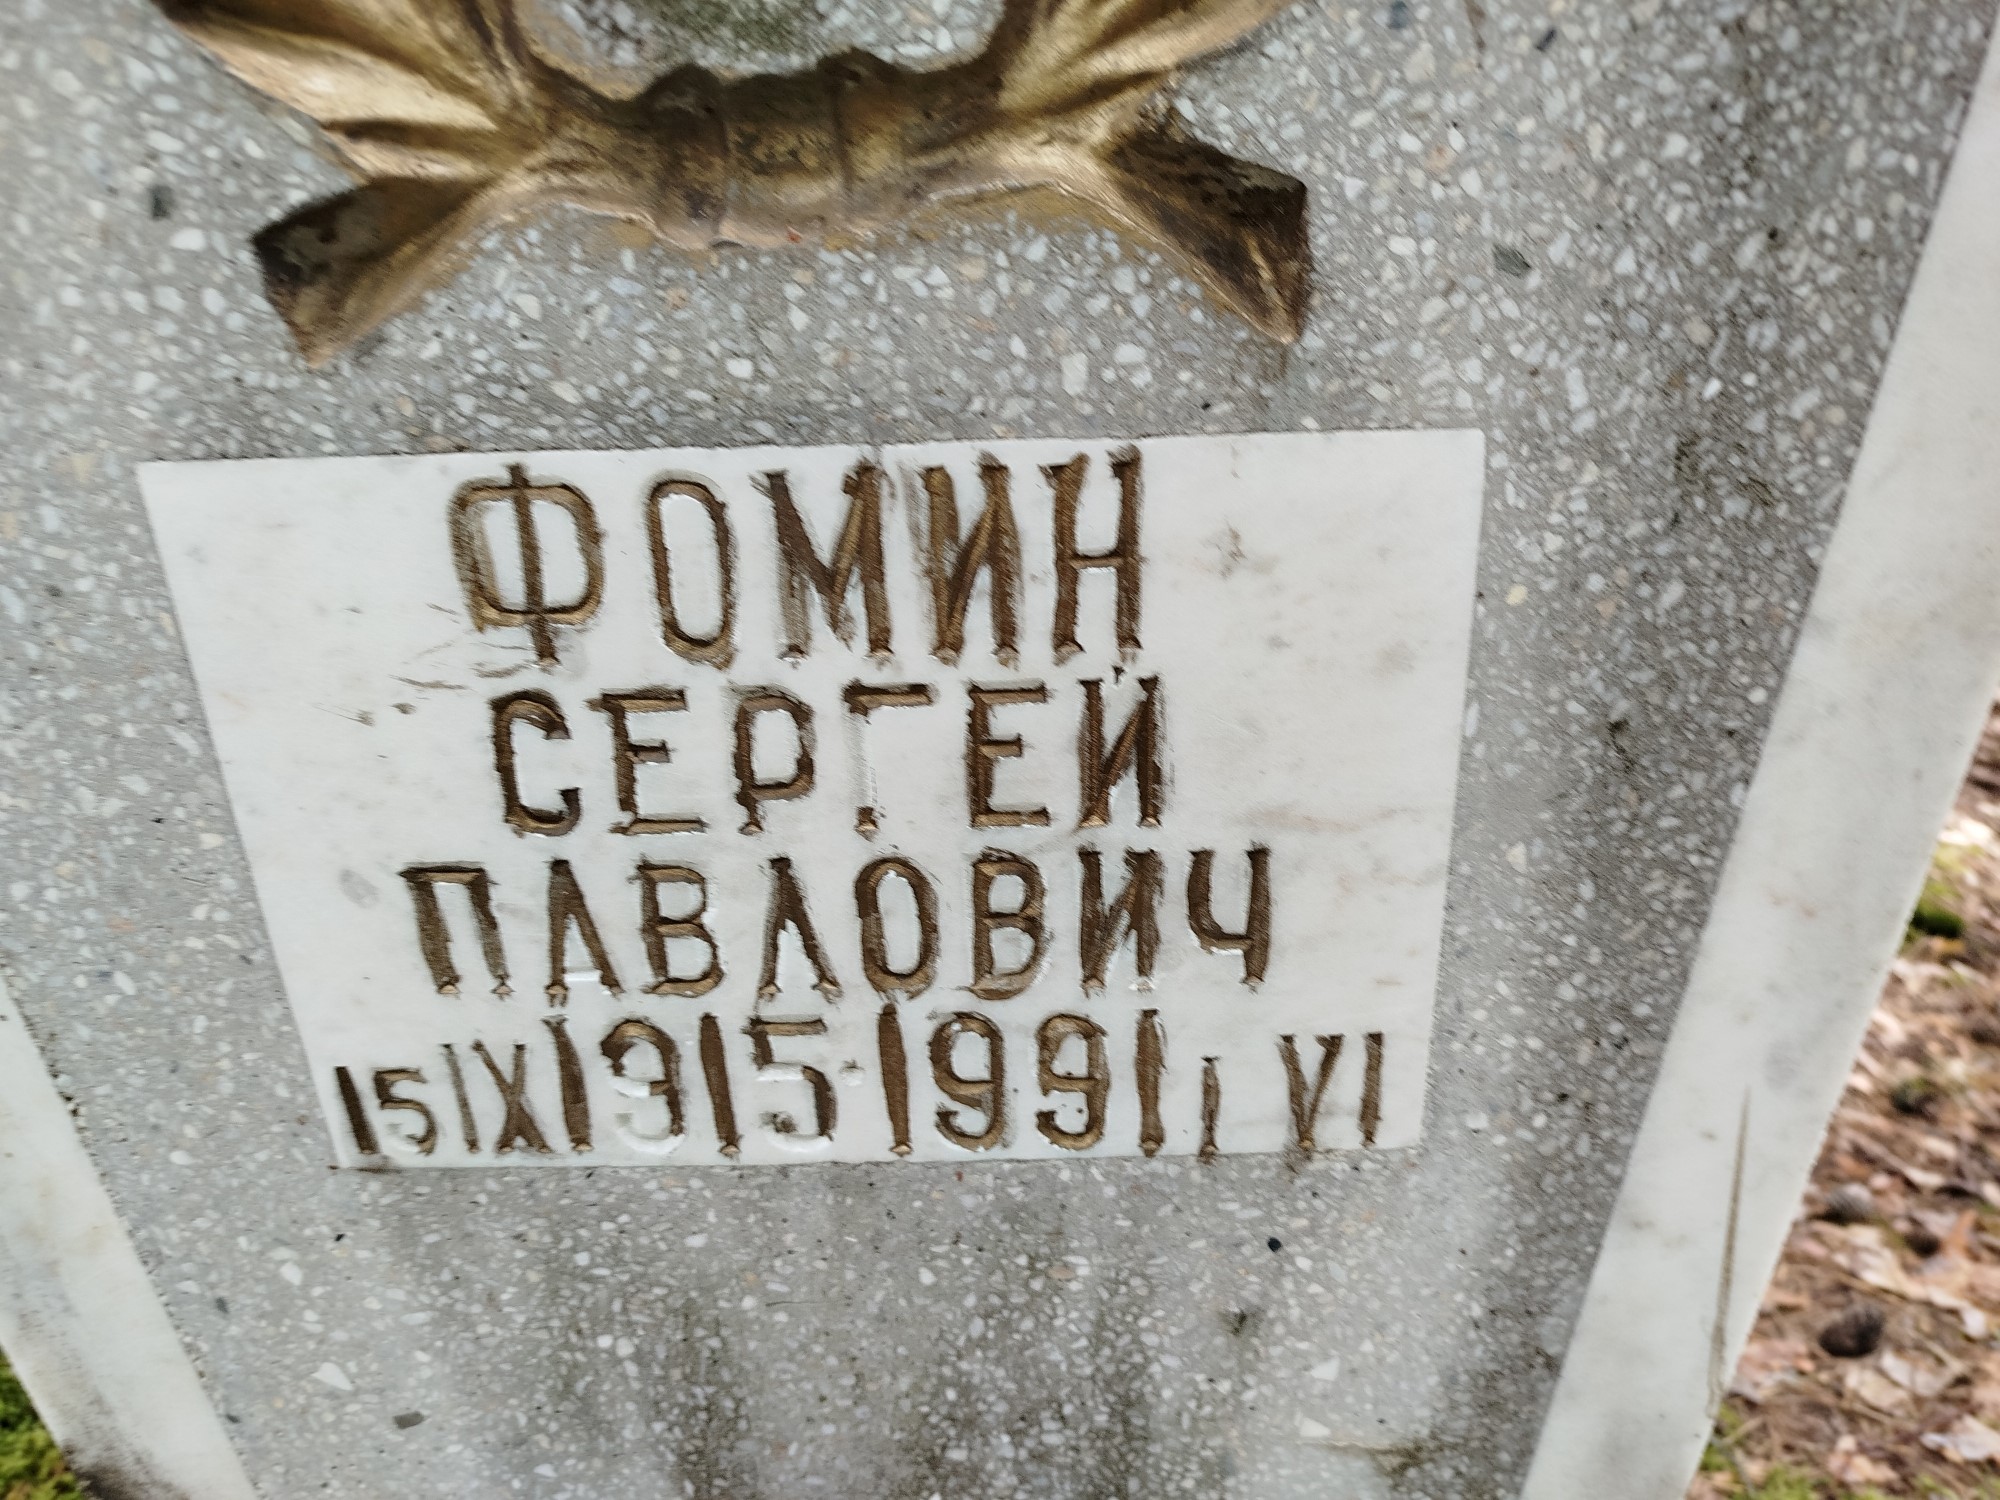 ФОМИН
СЕРГЕЙ
ПАВЛОВИЧ
15 IX 1915 · 1991 1 VI